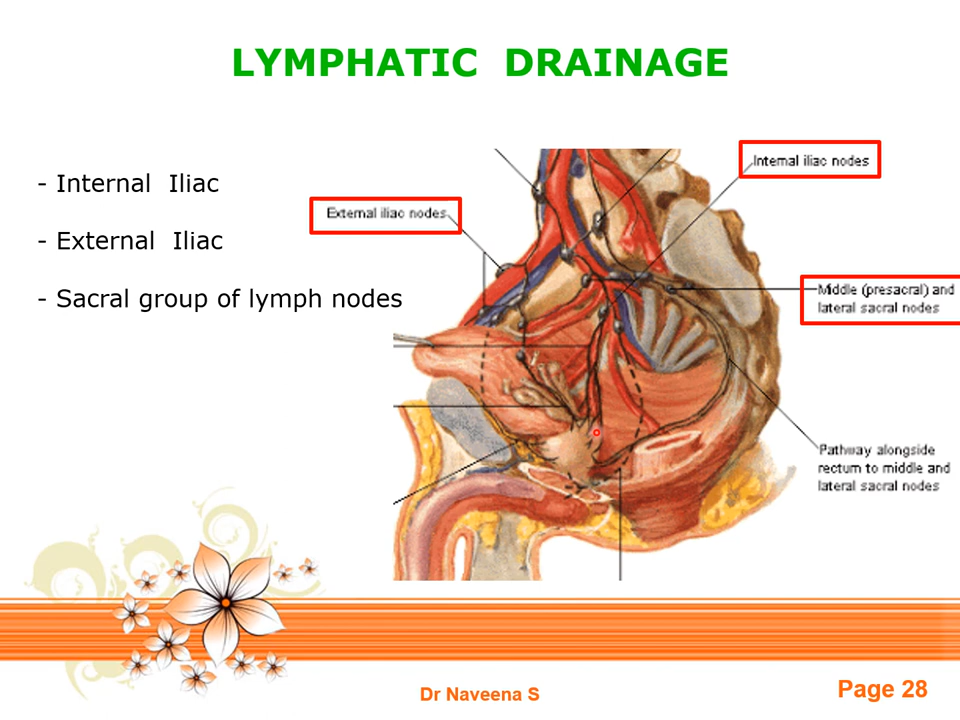 LYMPHATIC DRAINAGE
- Internal Iliac
- External Iliac
- Sacral group of lymph nodes
Internal iliac nodes
External iliac nodes
Middle (presacral) and
lateral sacral nodes
Pathway alongside
rectum to middle and
lateral sacral nodes
Dr Naveena S
Page 28